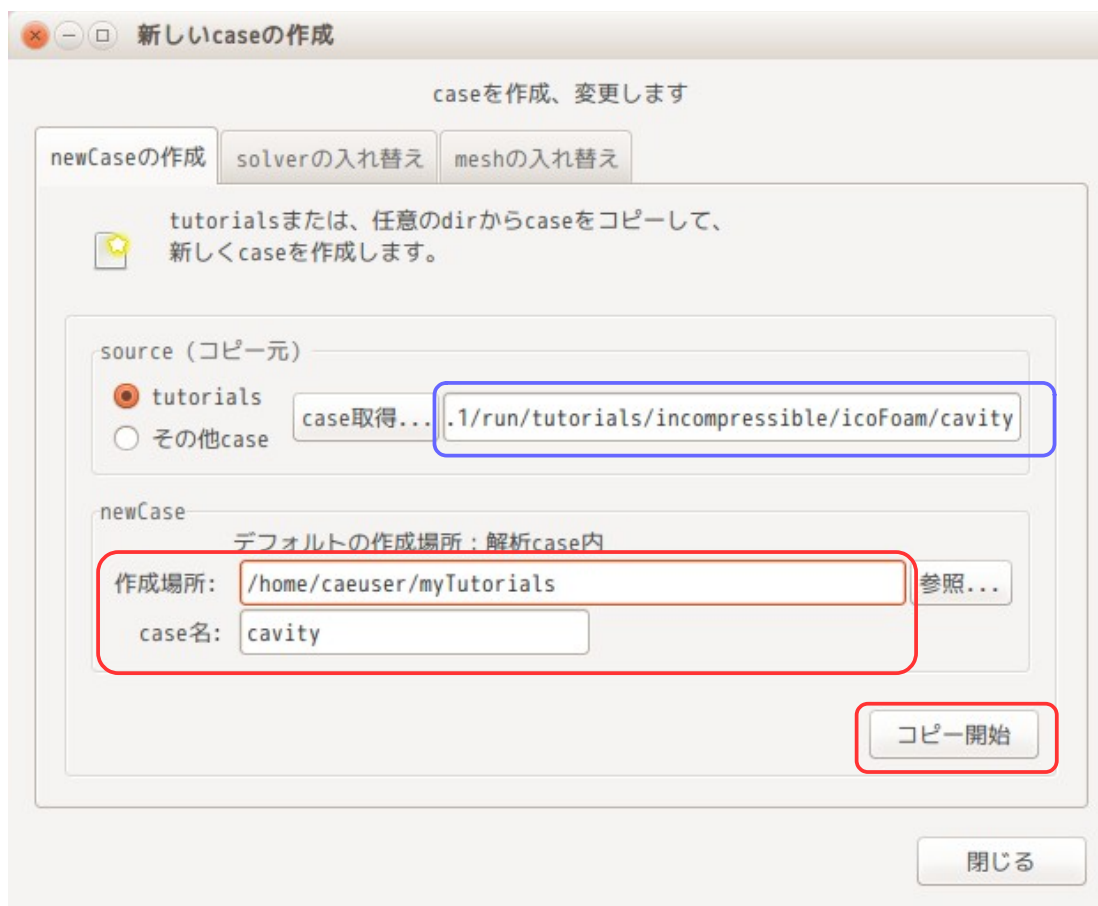 新しいcaseの作成
caseを作成、変更します
newCaseの作成 solverの入れ替え meshの入れ替え
tutorialsまたは、任意のdirからcaseをコピーして、
新しくcaseを作成します。
source (コピー元)
tutorials
case取得... .1/run/tutorials/incompressible/icoFoam/cavity
その他case
newCase
デフォルトの作成場所：解析case内
作成場所: /home/caeuser/myTutorials 参照...
case名: cavity
コピー開始
閉じる